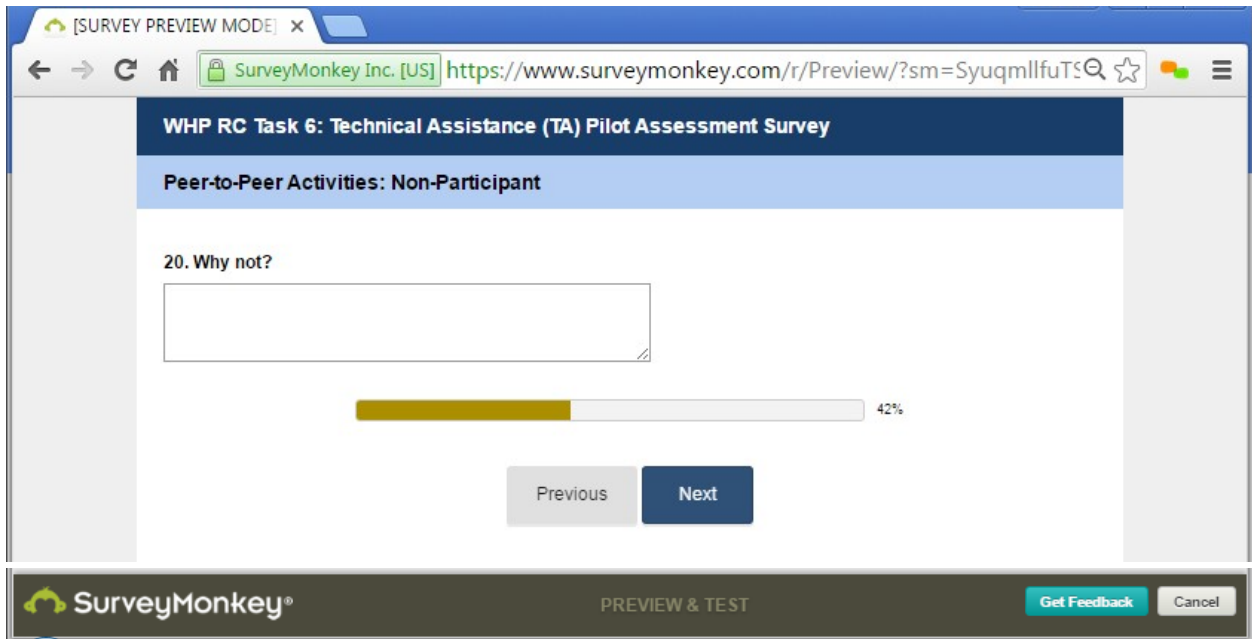 [SURVEY PREVIEW MODE]
SurveyMonkey Inc. [US] https://www.surveymonkey.com/r/Preview/?sm=SyuqmllfuTS
WHP RC Task 6: Technical Assistance (TA) Pilot Assessment Survey
Peer-to-Peer Activities: Non-Participant
20. Why not?
42%
Previous Next
SurveyMonkey® PREVIEW & TEST Get Feedback Cancel